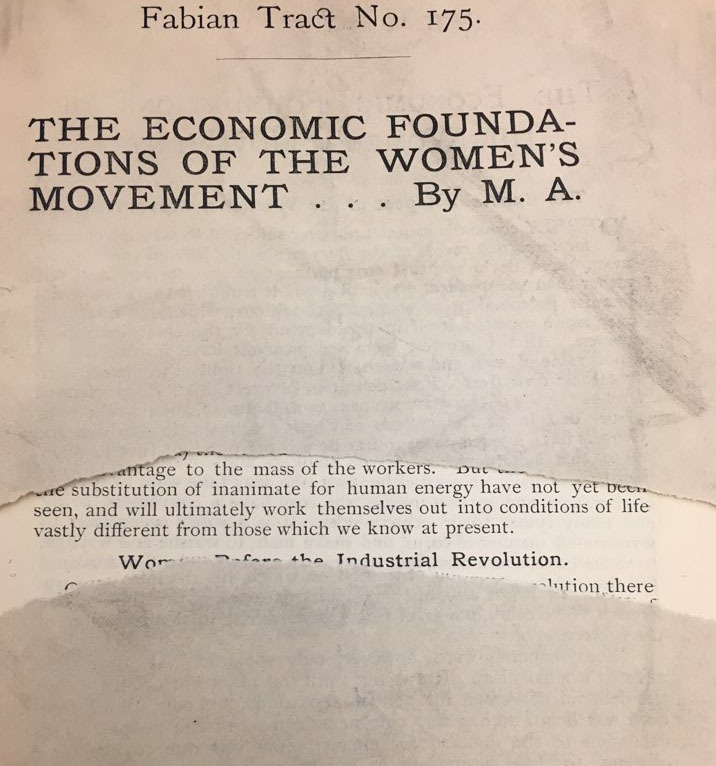 Fabian Tract No. 175.
THE ECONOMIC FOUNDA-
TIONS OF THE WOMEN'S
MOVEMENT . . . By M. A.
to the mass of the workers.
substitution of inanimate for human energy have not yet been
seen, and will ultimately work themselves out into conditions of life
vastly different from those which we know at present.
Before the Industrial Revolution.
there